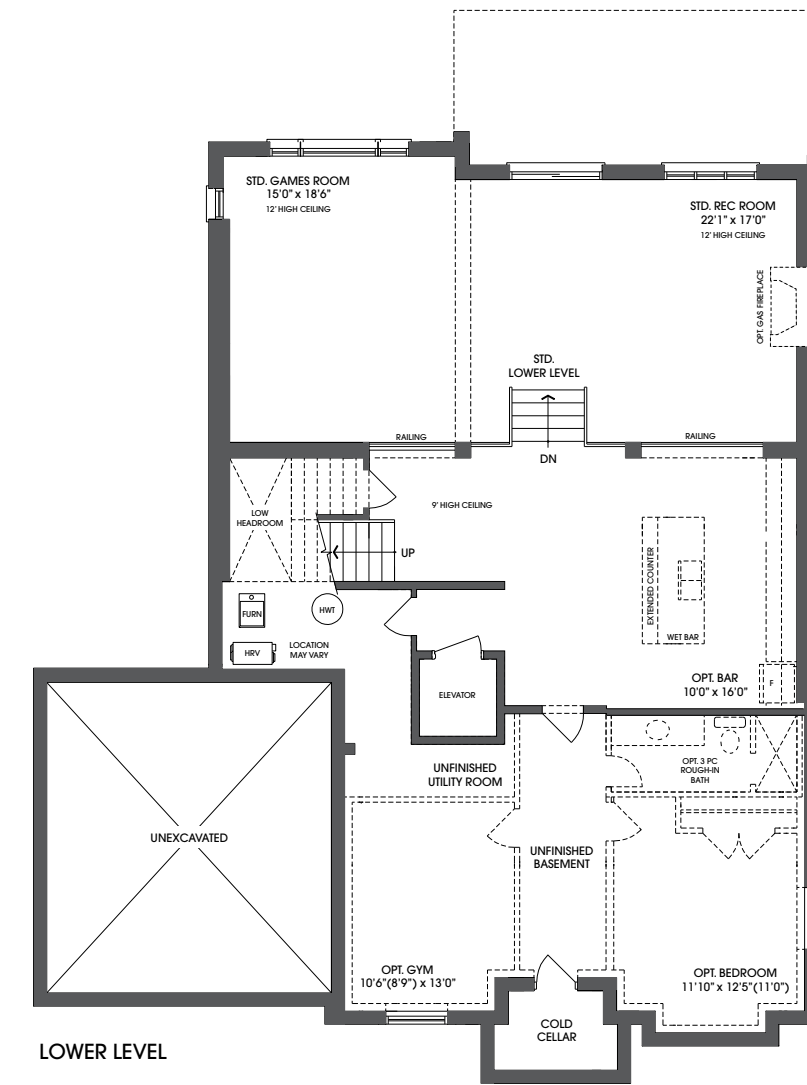 STD. GAMES ROOM
15'0" x 18'6"
12' HIGH CEILING
STD. REC ROOM
22'1" x 17'0"
12' HIGH CEILING
OPT. GAS FIREPLACE
STD.
LOWER LEVEL
RAILING
RAILING
DN
9' HIGH CEILING
LOW
HEADROOM
UP
EXTENDED COUNTER
FURN
HWT
HRV
LOCATION
MAY VARY
WET BAR
ELEVATOR
OPT. BAR
10'0" x 16'0"
F
UNFINISHED
UTILITY ROOM
OPT. 3 PC
ROUGH-IN
BATH
UNEXCAVATED
UNFINISHED
BASEMENT
OPT. GYM
10'6"(8'9") x 13'0"
OPT. BEDROOM
11'10" x 12'5"(11'0")
COLD
CELLAR
LOWER LEVEL